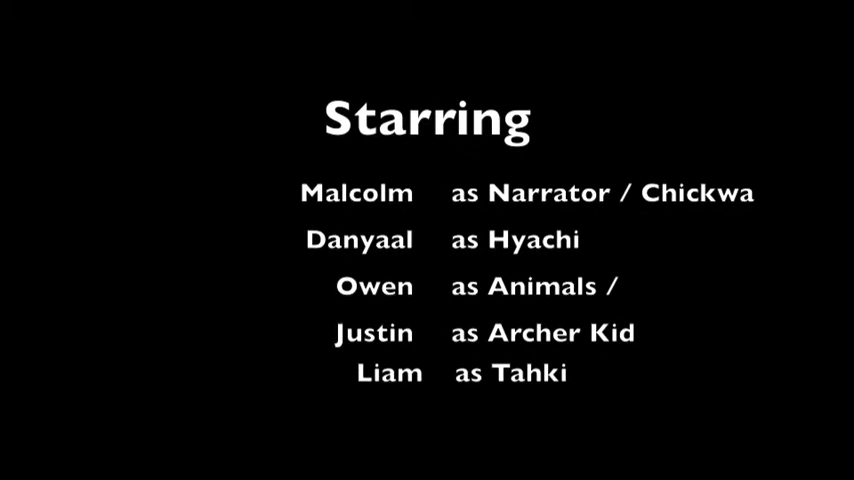 Starring
Malcolm as Narrator / Chickwa
Danyaal as Hyachi
Owen as Animals /
Justin as Archer Kid
Liam as Tahki